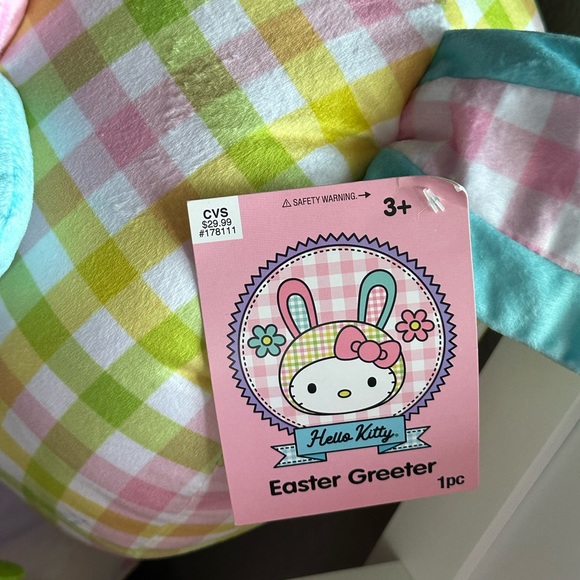 ⚠ SAFETY WARNING. → 3+
CVS
$29.99
#178111
Hello Kitty®
Easter Greeter
1pc